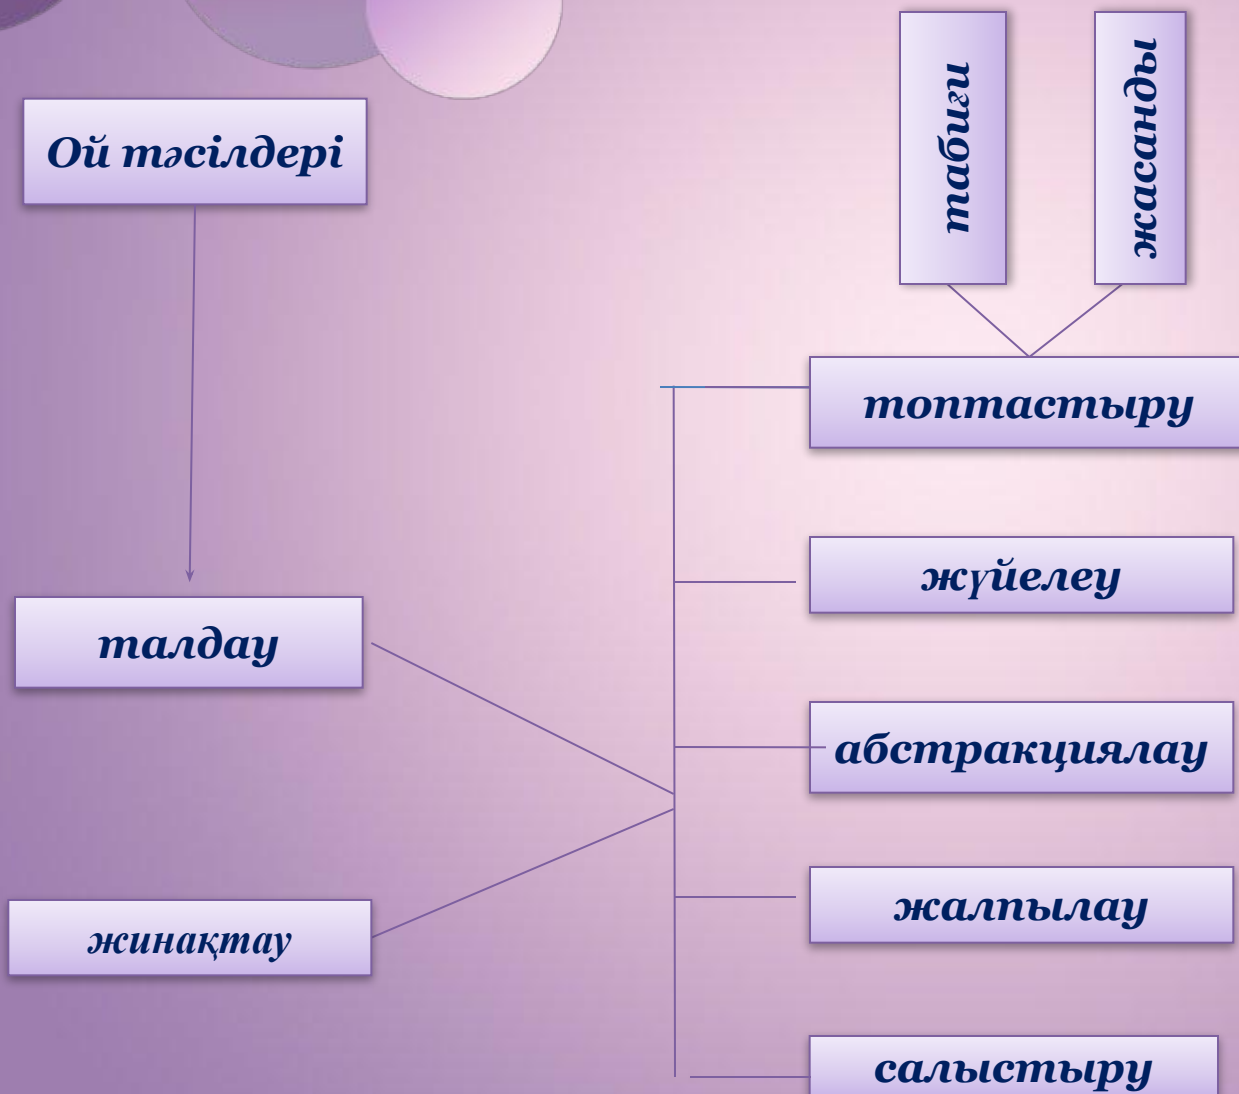 Ой тәсілдері
табиғи
жасанды
топтастыру
жүйелеу
талдау
абстракциялау
жалпылау
жинақтау
салыстыру